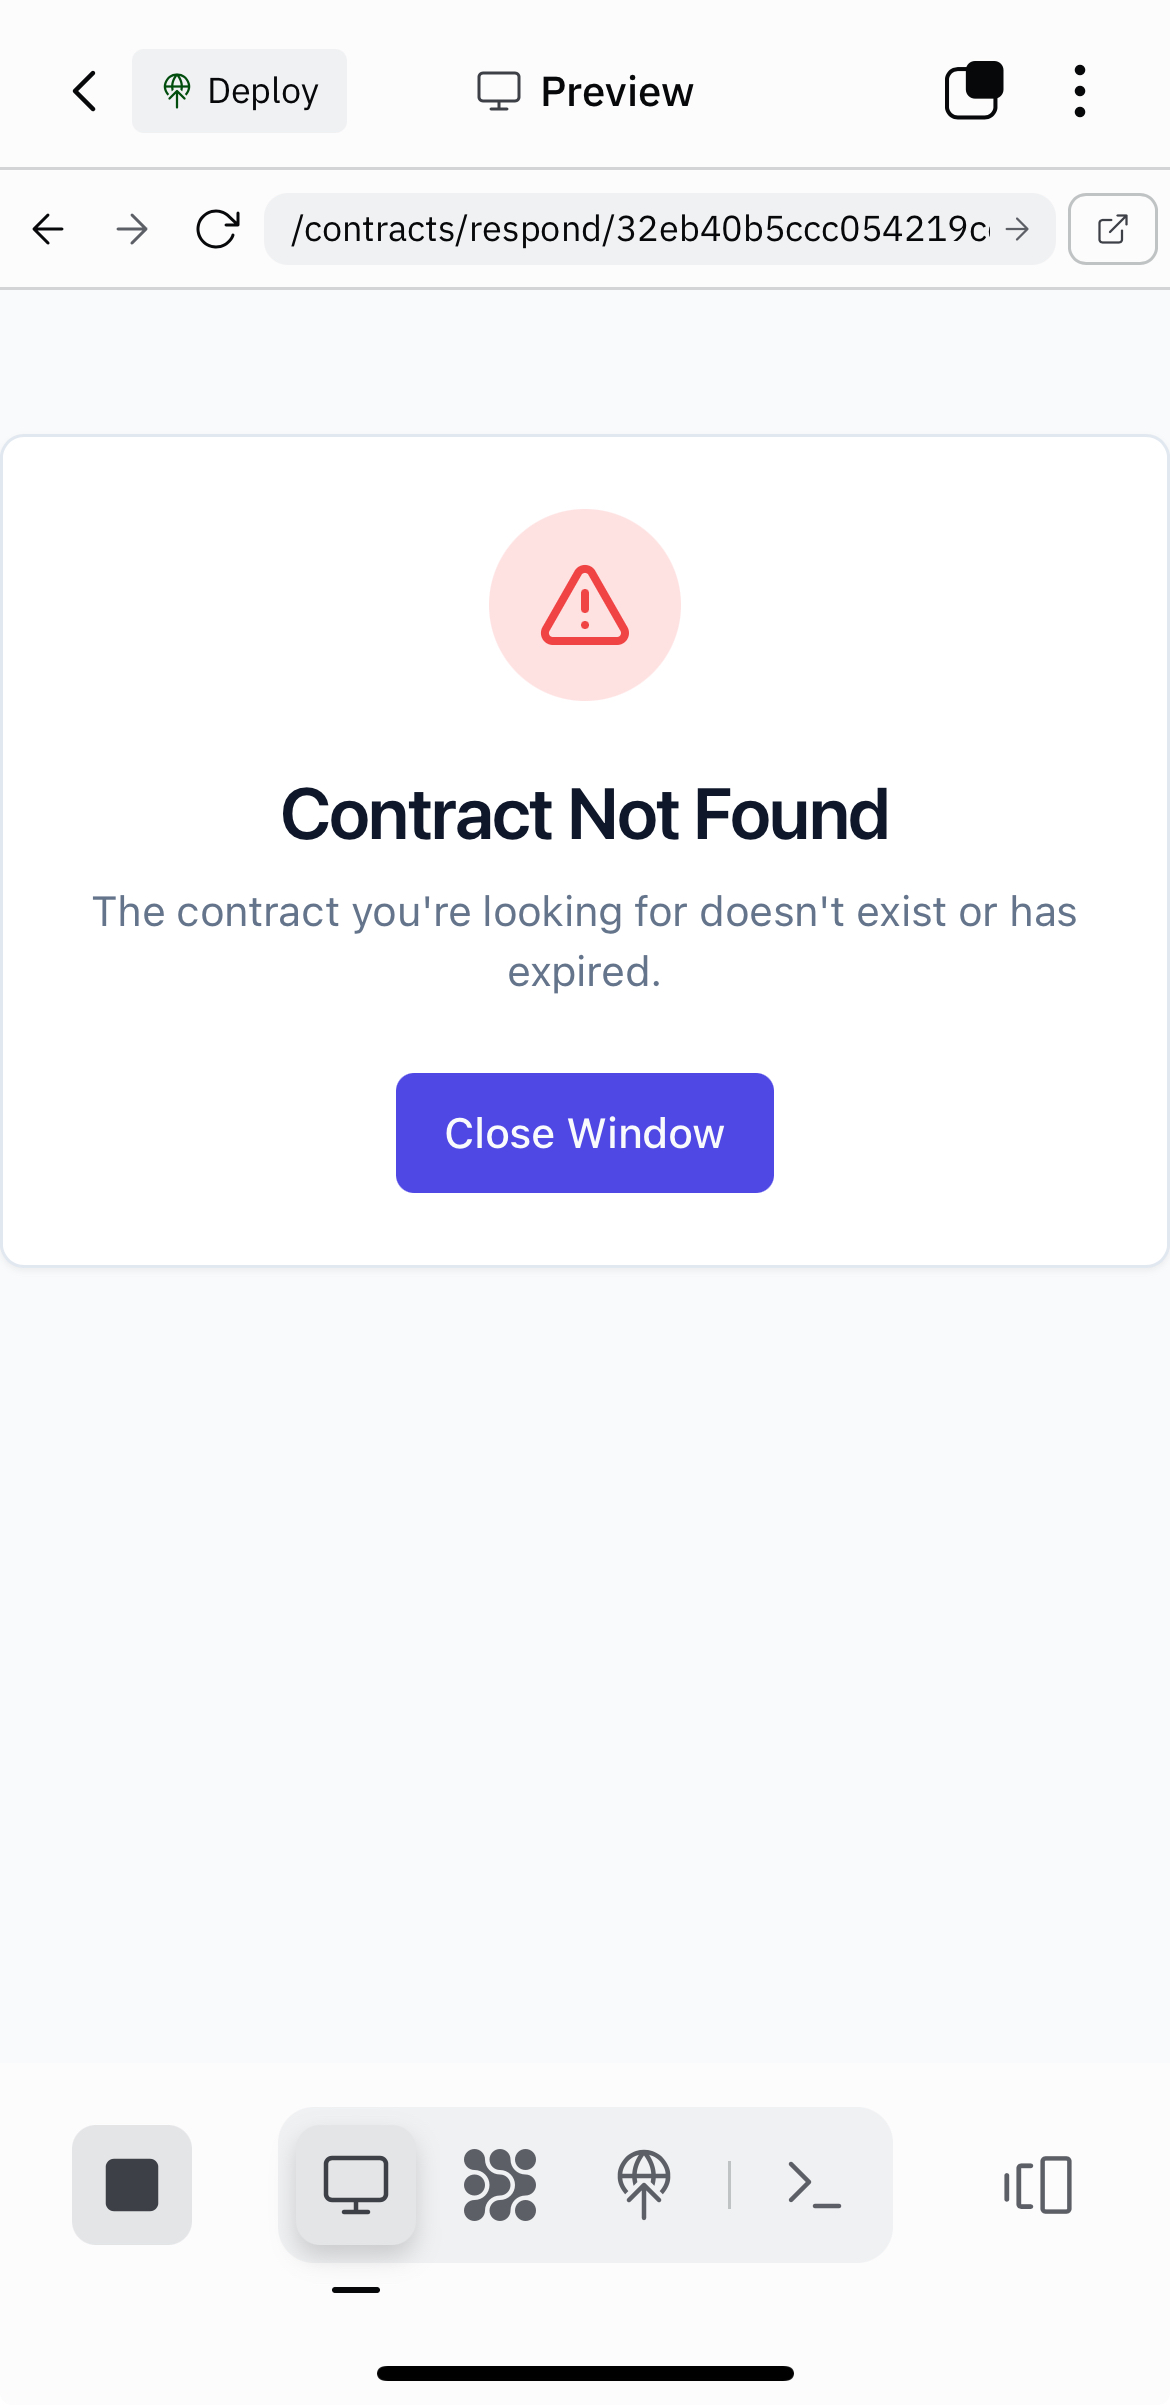 Deploy
Preview
/contracts/respond/32eb40b5ccc054219c
Contract Not Found
The contract you're looking for doesn't exist or has
expired.
Close Window